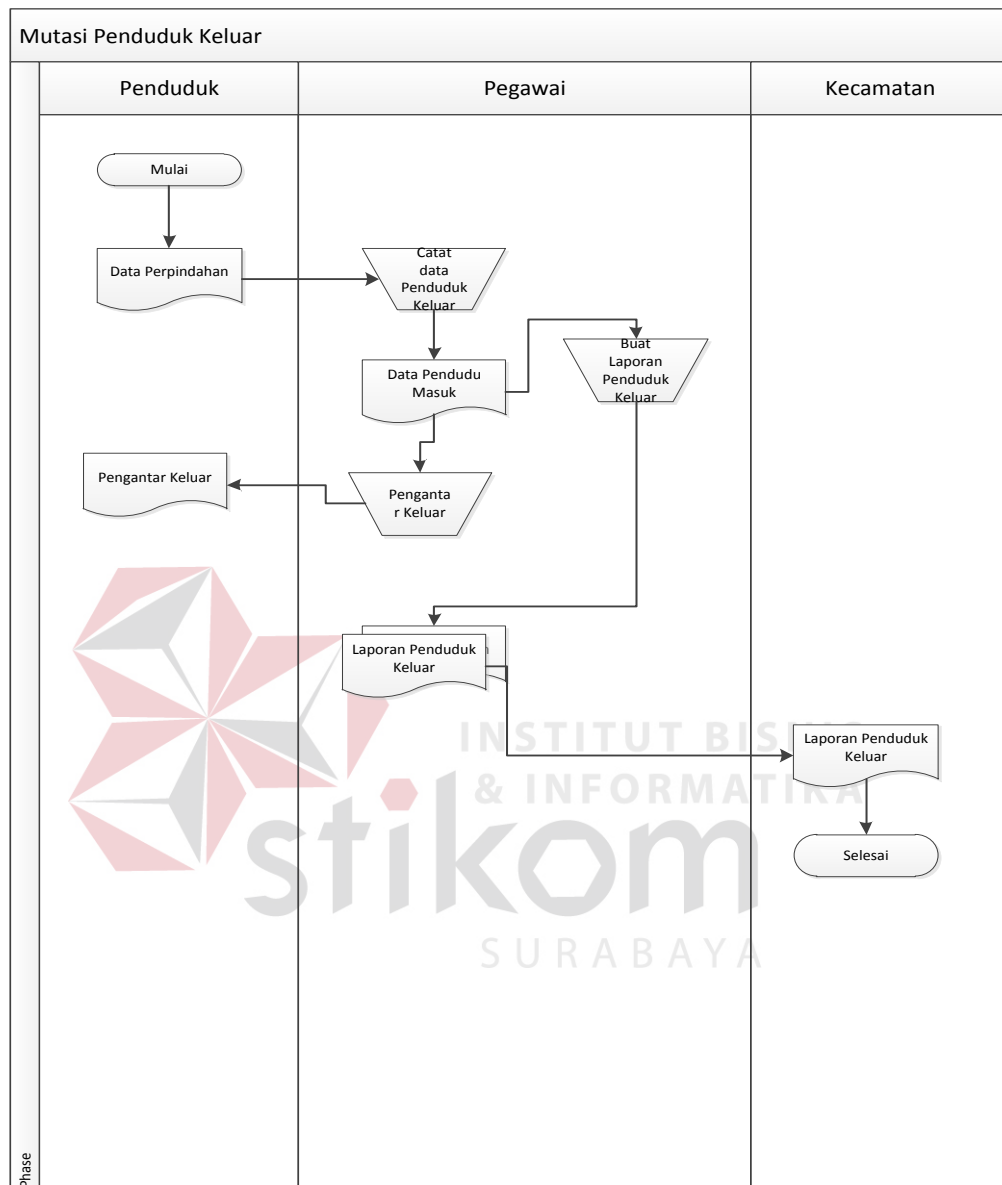 Mutasi Penduduk Keluar
Penduduk
Pegawai
Kecamatan
Mulai
Data Perpindahan
Catat
data
Penduduk
Keluar
Buat
Laporan
Penduduk
Keluar
Data Pendudu
Masuk
Pengantar Keluar
Penganta
r Keluar
Laporan Penduduk
Keluar
Laporan Penduduk
Keluar
Selesai
INSTITUT
& INFORMATIKA
stikom
SURABAYA
Phase